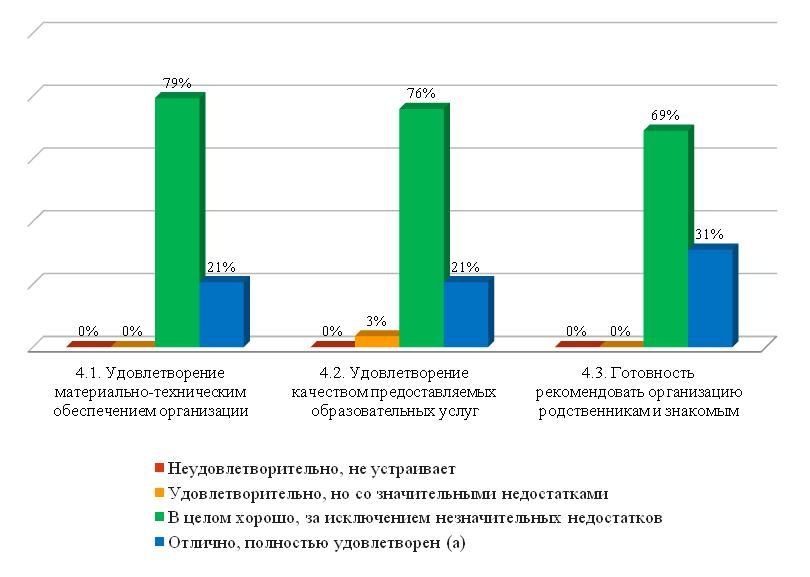 79%
76%
69%
31%
21%
21%
0%
0%
0%
3%
0%
0%
4.1. Удовлетворение
материально-техническим
обеспечением организации
4.2. Удовлетворение
качеством предоставляемых
образовательных услуг
4.3. Готовность
рекомендовать организацию
родственникам и знакомым
Неудовлетворительно, не устраивает
Удовлетворительно, но со значительными недостатками
В целом хорошо, за исключением незначительных недостатков
Отлично, полностью удовлетворен (а)